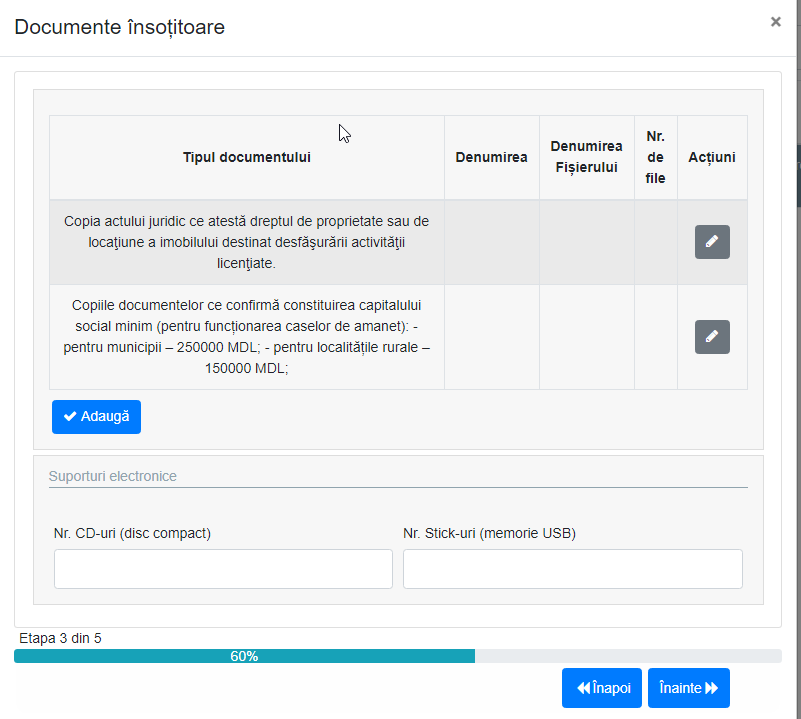 Documente însoțitoare
×
Tipul documentului
Denumirea
Denumirea
Fișierului
Nr.
de
file
Acțiuni
Copia actului juridic ce atestă dreptul de proprietate sau de
locaţiune a imobilului destinat desfăşurării activităţii
licenţiate.
Copiile documentelor ce confirmă constituirea capitalului
social minim (pentru funcționarea caselor de amanet): -
pentru municipii – 250000 MDL; - pentru localitățile rurale –
150000 MDL;
Adaugă
Suporturi electronice
Nr. CD-uri (disc compact)
Nr. Stick-uri (memorie USB)
Etapa 3 din 5
60%
Înapoi
Înainte